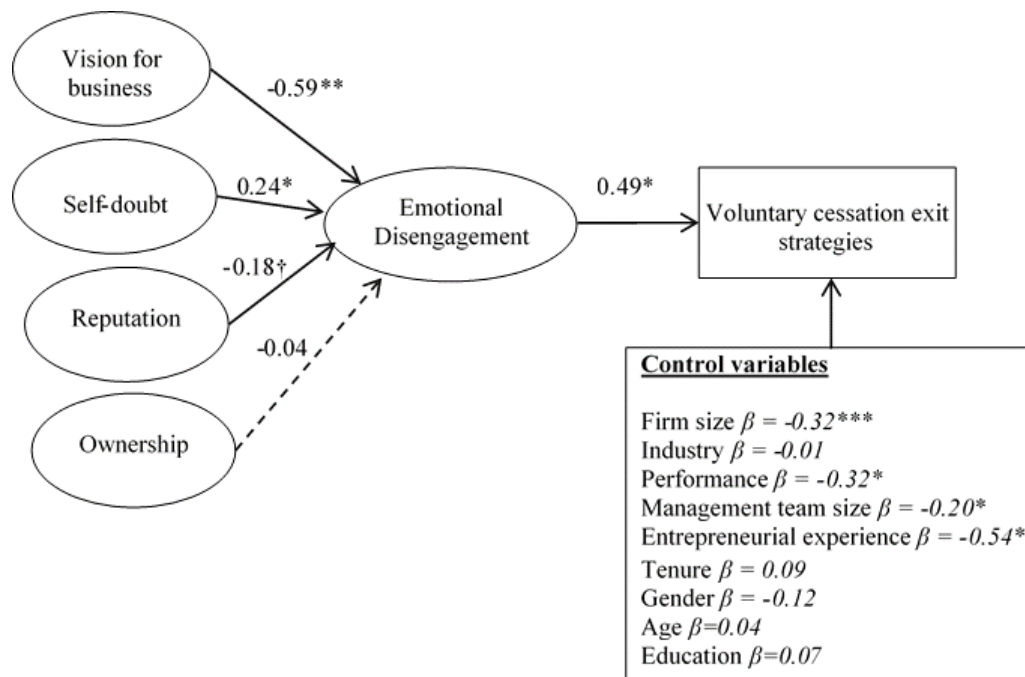 Vision for
business
-0.59**
Self-doubt
0.24*
Reputation
-0.18†
Ownership
-0.04
Emotional
Disengagement
0.49*
Voluntary cessation exit
strategies
Control variables
Firm size β = -0.32***
Industry β = -0.01
Performance β = -0.32*
Management team size β = -0.20*
Entrepreneurial experience β = -0.54*
Tenure β = 0.09
Gender β = -0.12
Age β=0.04
Education β=0.07